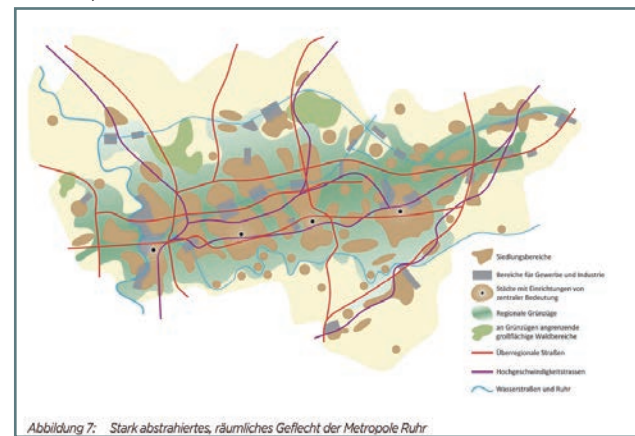 Siedlungsbereiche
Bereiche für Gewerbe und Industrie
Städte mit Einrichtungen von
zentraler Bedeutung
Regionale Grünzüge
an Grünzügen angrenzende
großflächige Waldbereiche
Überregionale Straßen
Hochgeschwindigkeitstrassen
Wasserstraßen und Ruhr
Abbildung 7: Stark abstrahiertes, räumliches Geflecht der Metropole Ruhr